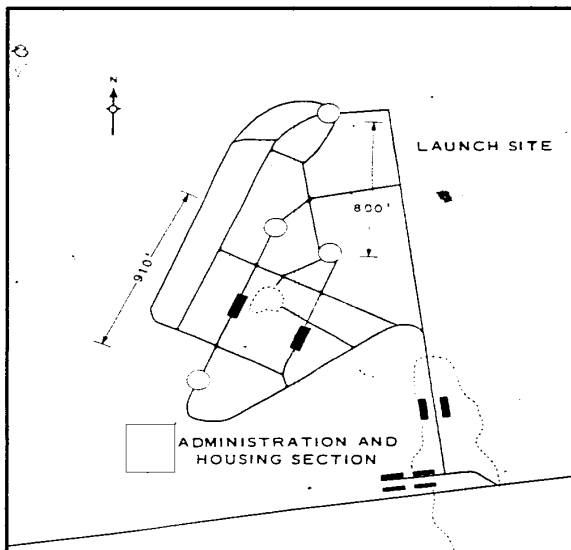 N
LAUNCH SITE
800'
910'
ADMINISTRATION AND
HOUSING SECTION